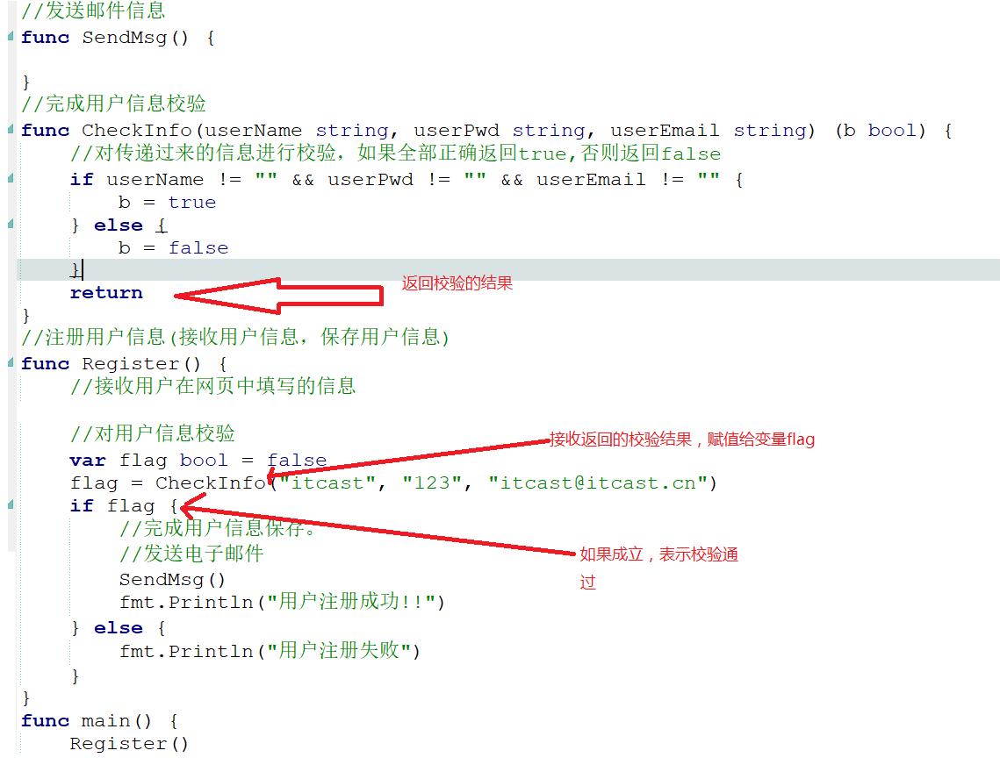 //发送邮件信息
func SendMsg() {
}
//完成用户信息校验
func CheckInfo(userName string, userPwd string, userEmail string) (b bool) {
//对传递过来的信息进行校验，如果全部正确返回true,否则返回false
if userName != "" && userPwd != "" && userEmail != "" {
b = true
} else {
b = false
}
return
返回校验的结果
}
//注册用户信息(接收用户信息，保存用户信息)
func Register() {
//接收用户在网页中填写的信息
//对用户信息校验
接收返回的校验结果，赋值给变量flag
var flag bool = false
flag = CheckInfo("itcast", "123", "itcast@itcast.cn")
if flag {
//完成用户信息保存。
//发送电子邮件
如果成立，表示校验通
过
SendMsg()
fmt.Println("用户注册成功!!")
} else {
fmt.Println("用户注册失败")
}
}
func main() {
Register()